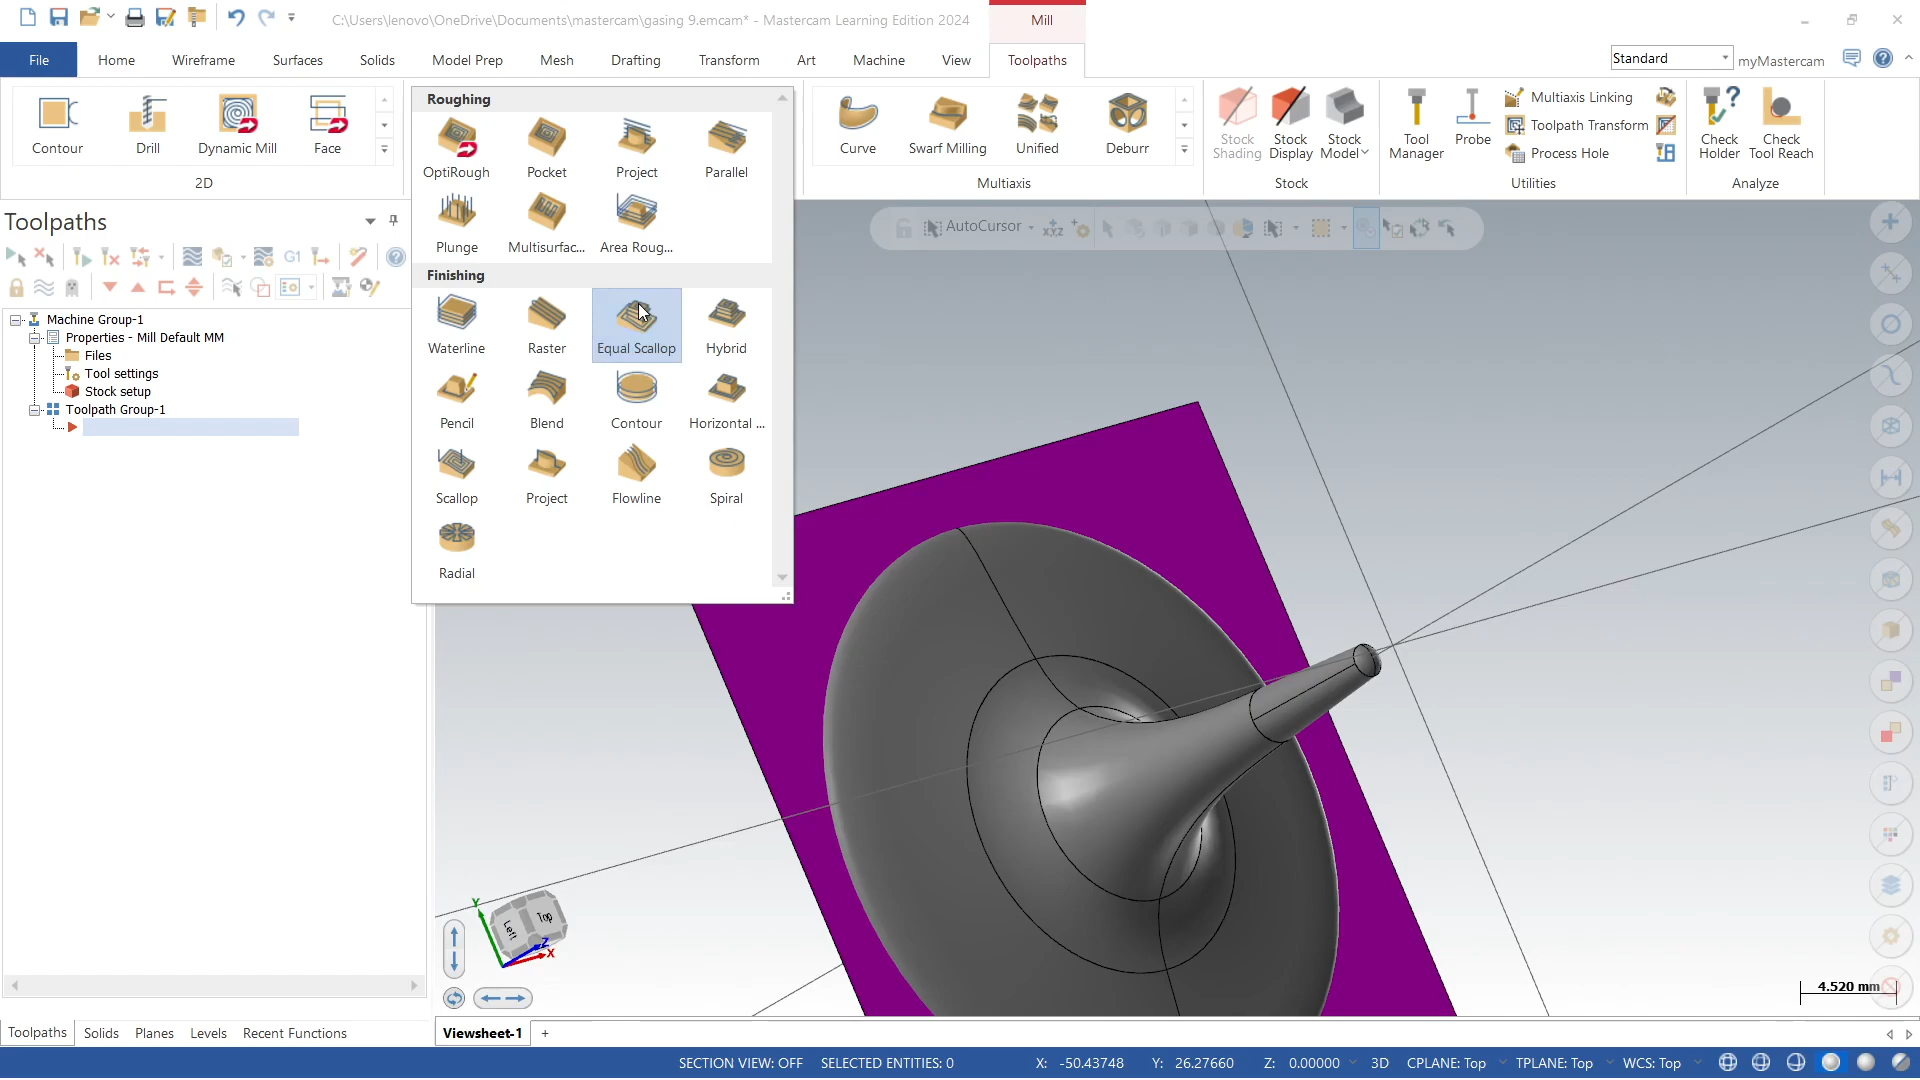 C:\Users\lenovo\OneDrive\Documents\mastercam\gasing 9.emcam* - Mastercam Learning Edition 2024
Mill
File Home Wireframe Surfaces Solids Model Prep Mesh Drafting Transform Art Machine View Toolpaths
Standard myMastercam
Contour Drill Dynamic Mill Face
2D
Roughing
OptiRough Pocket Project Parallel
Plunge Multisurfac... Area Roug...
Finishing
Waterline Raster Equal Scallop Hybrid
Pencil Blend Contour Horizontal ...
Scallop Project Flowline Spiral
Radial
Curve Swarf Milling Unified Deburr
Multiaxis
Stock Shading Stock Display Stock Model
Stock
Tool Manager Probe
Multiaxis Linking
Toolpath Transform
Process Hole
Utilities
Check Holder Check Tool Reach
Analyze
Toolpaths
G1
Machine Group-1
Properties - Mill Default MM
Files
Tool settings
Stock setup
Toolpath Group-1
AutoCursor
XYZ
Y
Left Top
Z
X
4.520 mm
Toolpaths Solids Planes Levels Recent Functions
Viewsheet-1 +
SECTION VIEW: OFF SELECTED ENTITIES: 0 X: -50.43748 Y: 26.27660 Z: 0.00000 3D CPLANE: Top TPLANE: Top WCS: Top